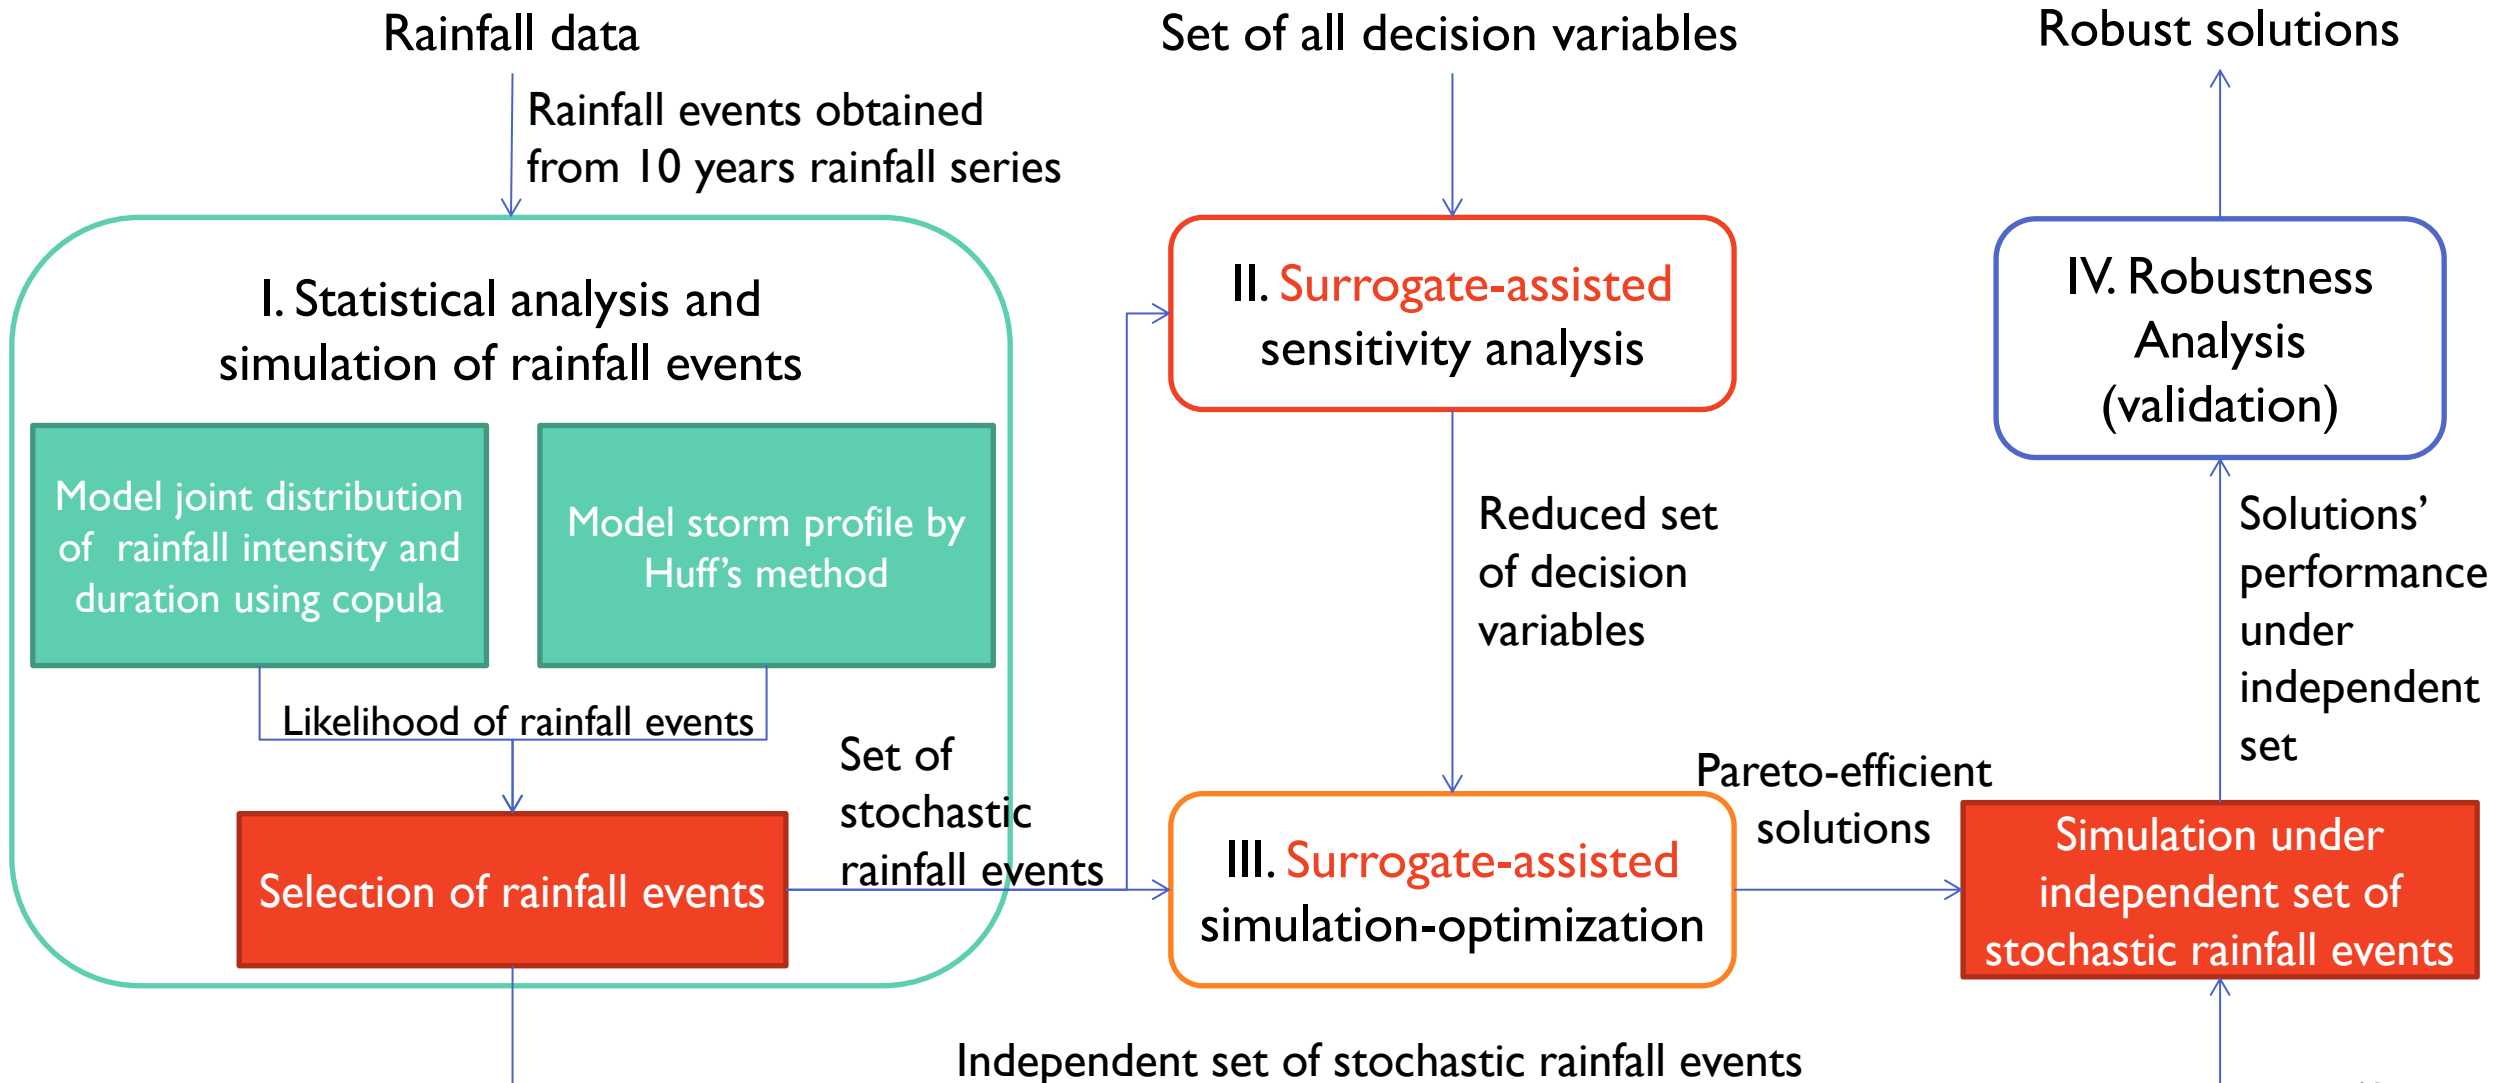 Rainfall data
Rainfall events obtained
from 10 years rainfall series
I. Statistical analysis and
simulation of rainfall events
Model joint distribution
of rainfall intensity and
duration using copula
Model storm profile by
Huff’s method
Likelihood of rainfall events
Selection of rainfall events
Set of
stochastic
rainfall events
Set of all decision variables
II. Surrogate-assisted
sensitivity analysis
Reduced set
of decision
variables
III. Surrogate-assisted
simulation-optimization
Pareto-efficient
solutions
Robust solutions
IV. Robustness
Analysis
(validation)
Solutions’
performance
under
independent
set
Simulation under
independent set of
stochastic rainfall events
Independent set of stochastic rainfall events